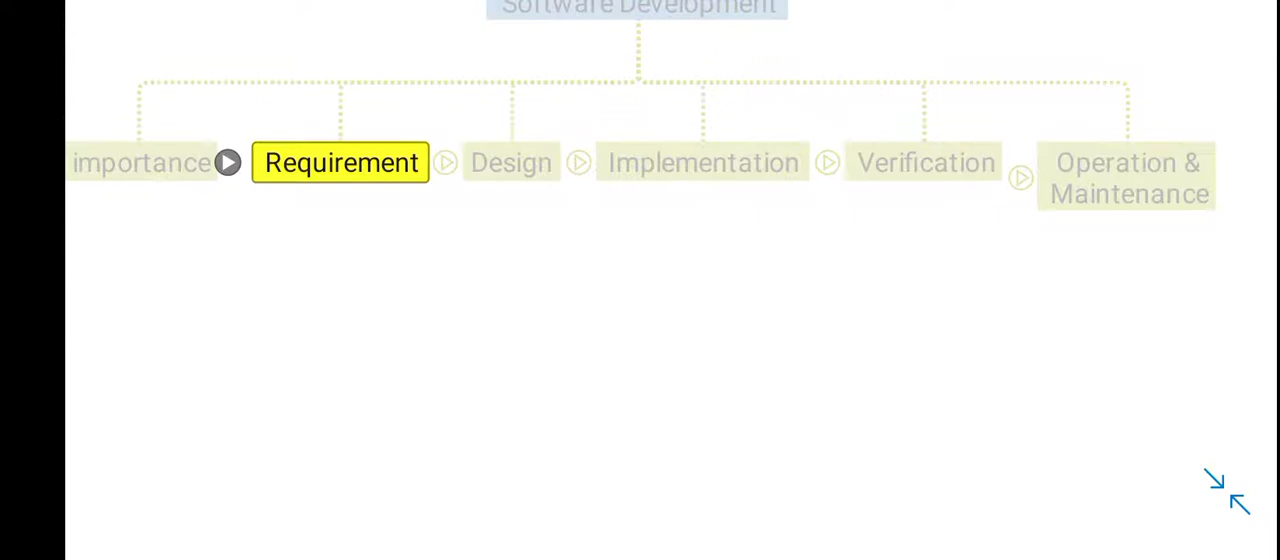 Software Development
importance
Requirement
Design
Implementation
Verification
Operation &
Maintenance